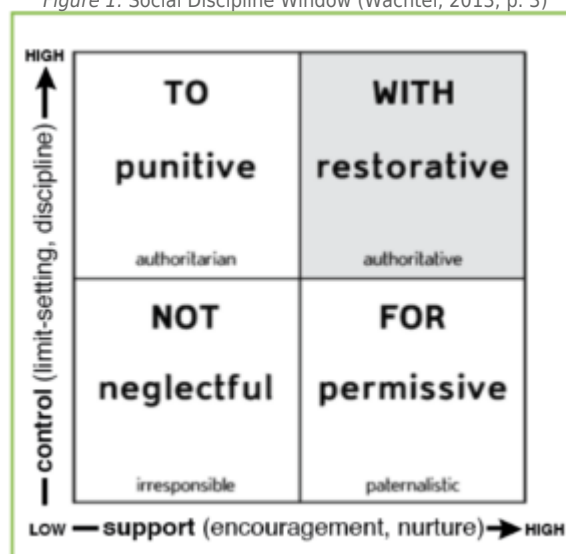 Figure 1. Social Discipline Window (Wachtel, 2013, p. 3)
HIGH
TO
punitive
authoritarian
WITH
restorative
authoritative
NOT
neglectful
irresponsible
FOR
permissive
paternalistic
control (limit-setting, discipline)
LOW support (encouragement, nurture) HIGH